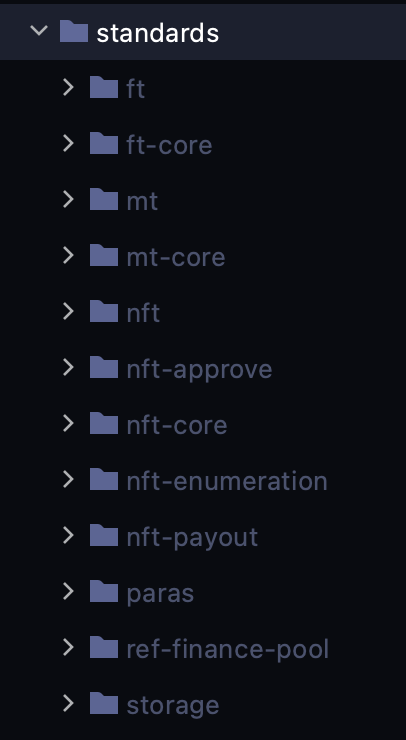 standards
ft
ft-core
mt
mt-core
nft
nft-approve
nft-core
nft-enumeration
nft-payout
paras
ref-finance-pool
storage